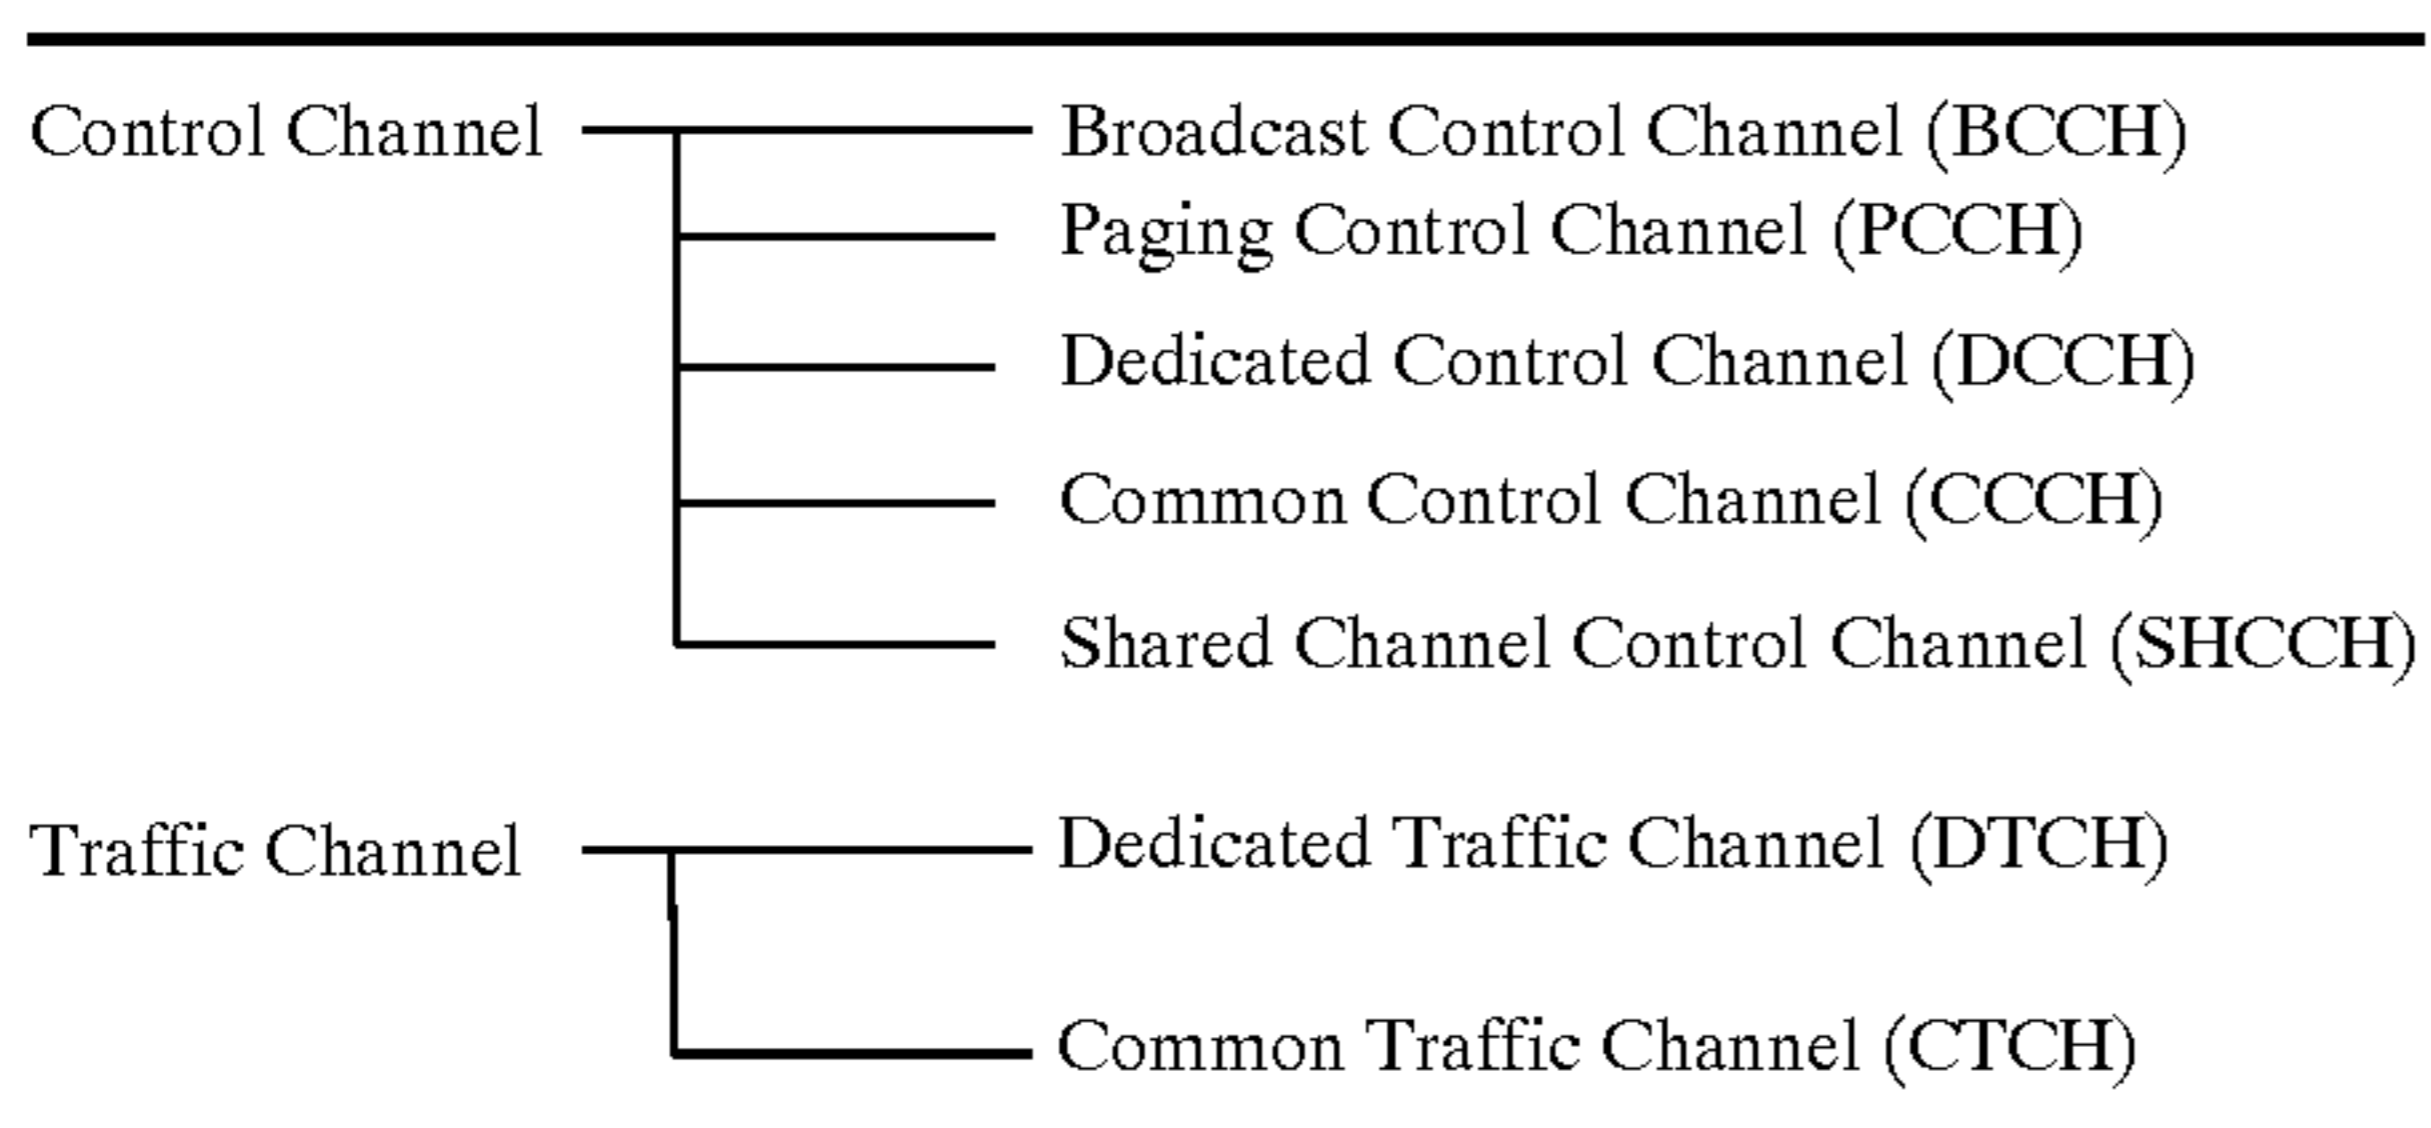 Control Channel Broadcast Control Channel (BCCH)
Paging Control Channel (PCCH)
Dedicated Control Channel (DCCH)
Common Control Channel (CCCH)
Shared Channel Control Channel (SHCCH)
Traffic Channel Dedicated Traffic Channel (DTCH)
Common Traffic Channel (CTCH)